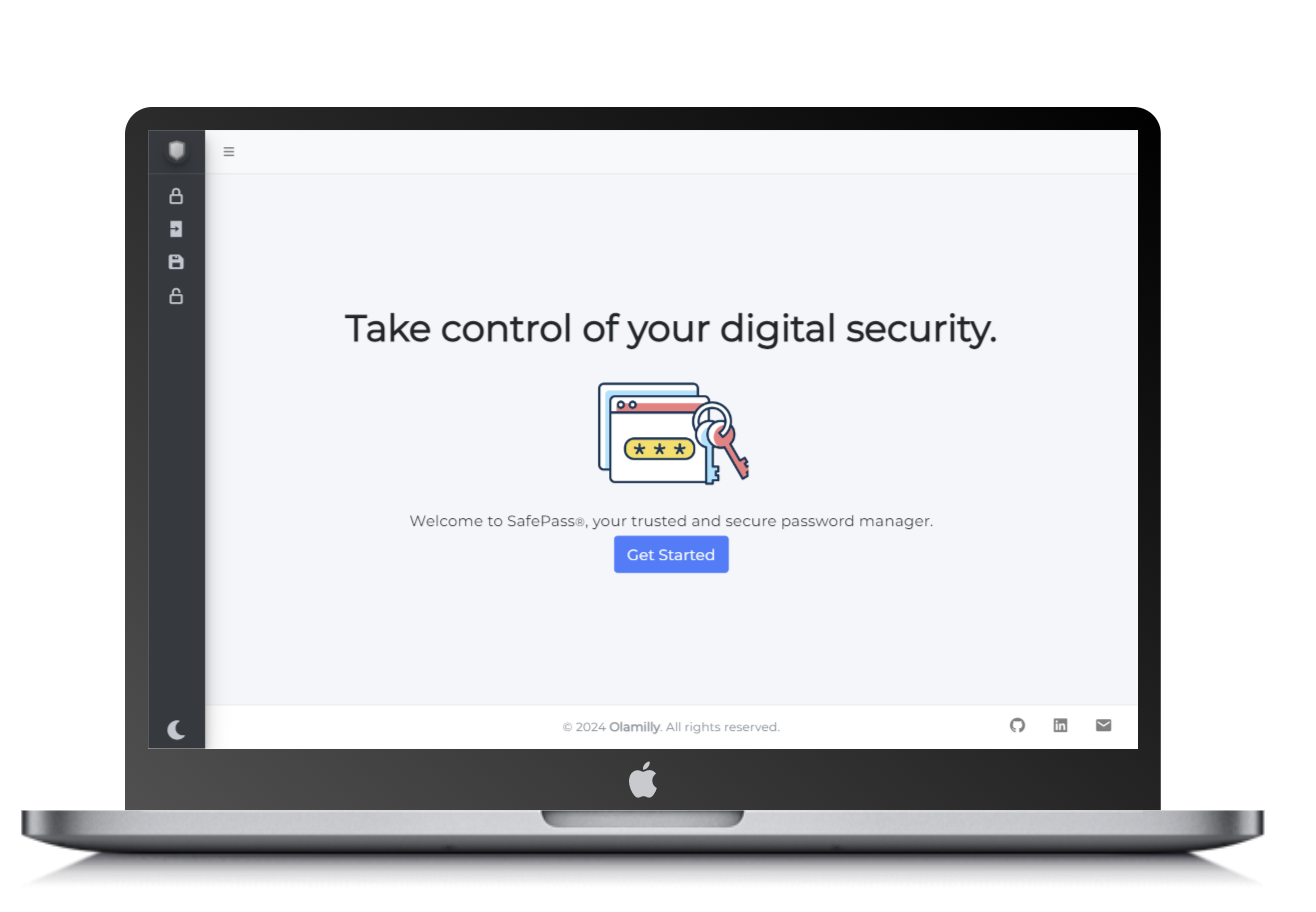 Take control of your digital security.
***
Welcome to SafePass®, your trusted and secure password manager.
Get Started
© 2024 Olamilly. All rights reserved.
in